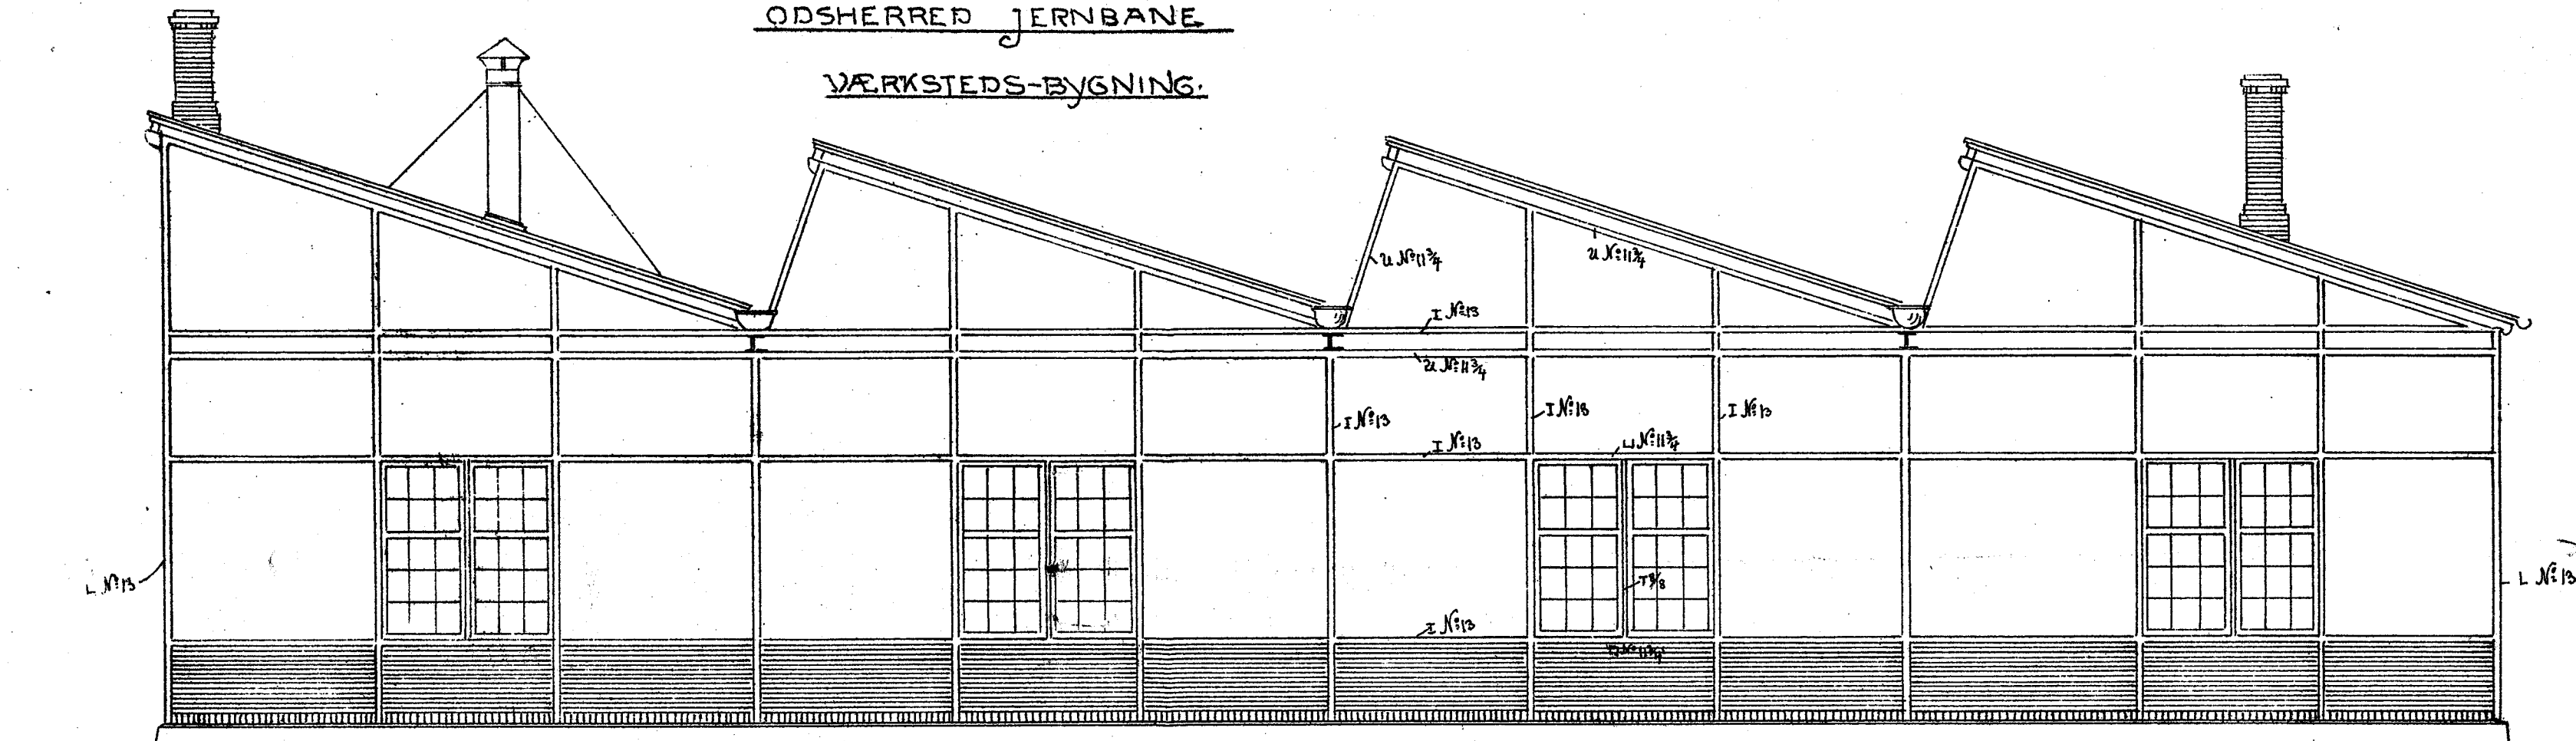 ODSHERRED JERNBANE
VÆRKSTEDS-BYGNING.
U №11¾
U №11¾
I №13
U №11¾
I №13
I №18
I №13
I №13
U №11¾
L №13
L №13
I №13